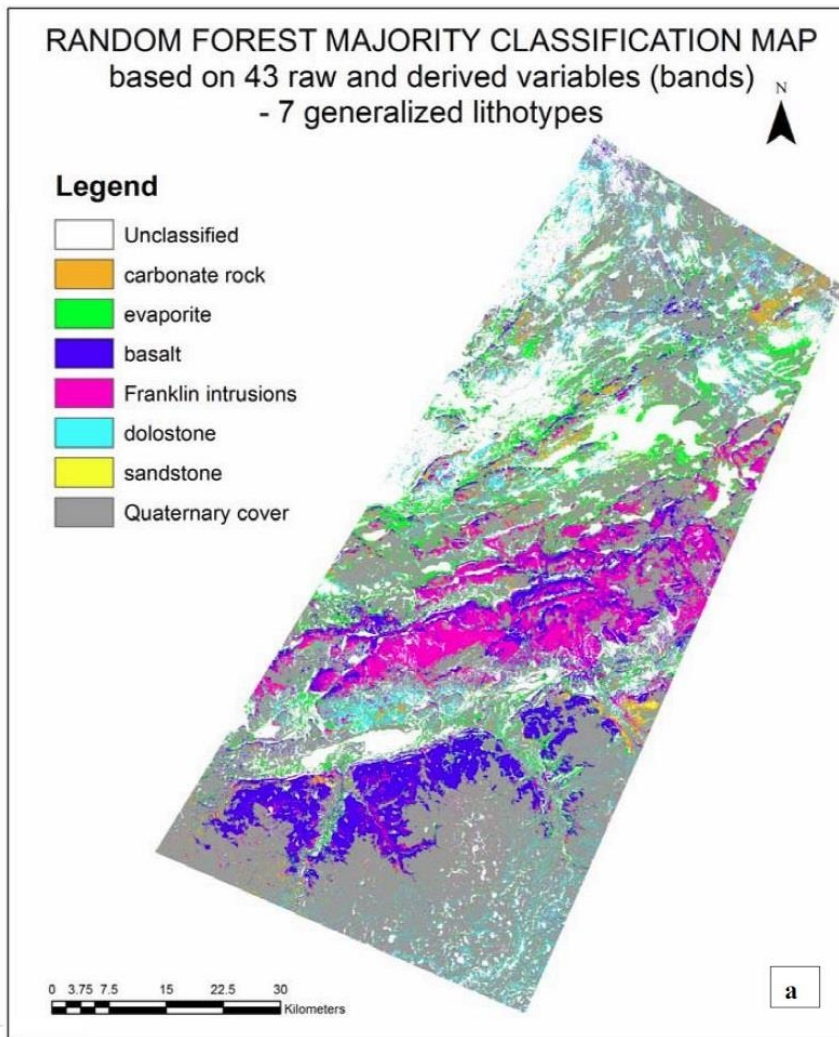 RANDOM FOREST MAJORITY CLASSIFICATION MAP
based on 43 raw and derived variables (bands)
- 7 generalized lithotypes
N
Legend
Unclassified
carbonate rock
evaporite
basalt
Franklin intrusions
dolostone
sandstone
Quaternary cover
0 3.75 7.5 15 22.5 30
Kilometers
a